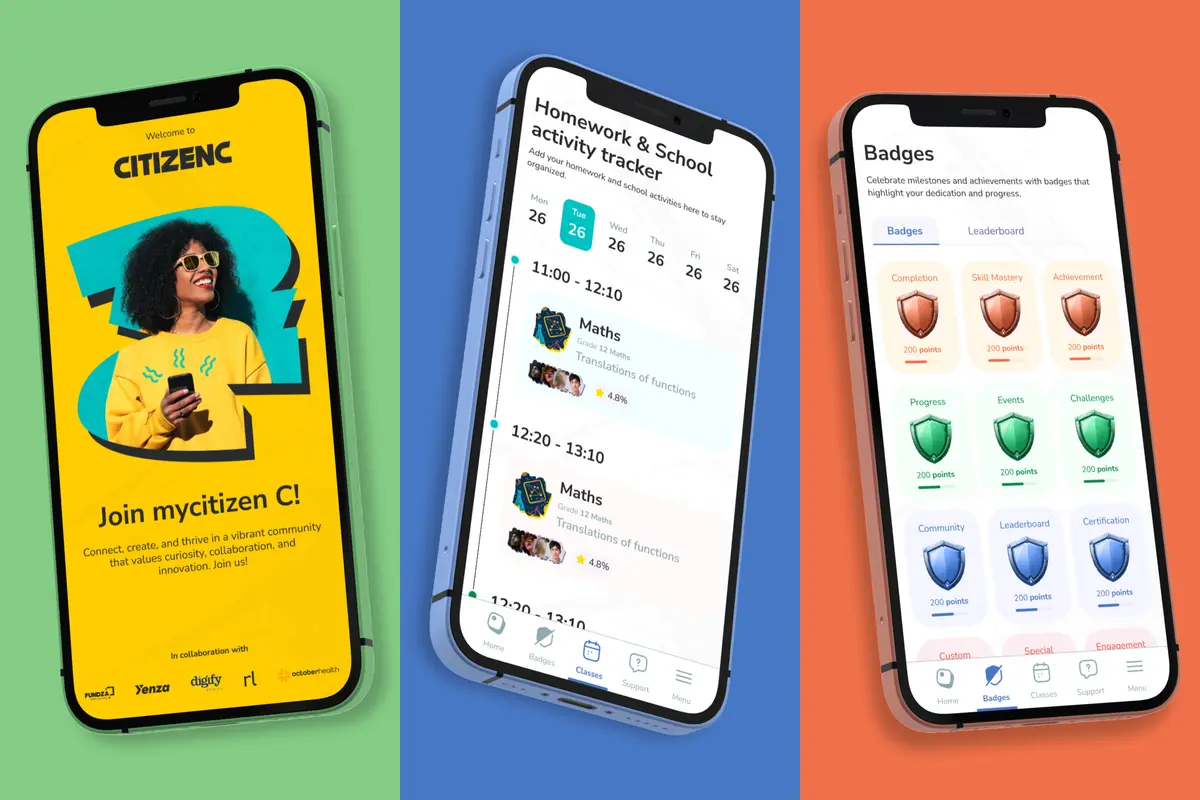 Welcome to
CITIZENC
Join mycitizen C!
Connect, create, and thrive in a vibrant community
that values curiosity, collaboration, and
innovation. Join us!
In collaboration with
FUNDZA
Yenza
digify
rl
octoberhealth
Homework & School
activity tracker
Add your homework and school activities here to stay
organized.
Mon Tue Wed Thu Fri Sat
26 26 26 26 26 26
11:00 - 12:10
Maths
Grade 12 Maths
Translations of functions
4.8%
12:20 - 13:10
Maths
Grade 12 Maths
Translations of functions
4.8%
12:20 - 13:10
Home Badges Classes Support Menu
Badges
Celebrate milestones and achievements with badges that
highlight your dedication and progress.
Badges Leaderboard
Completion Skill Mastery Achievement
200 points 200 points 200 points
Progress Events Challenges
200 points 200 points 200 points
Community Leaderboard Certification
200 points 200 points 200 points
Custom Special Engagement
Home Badges Classes Support Menu